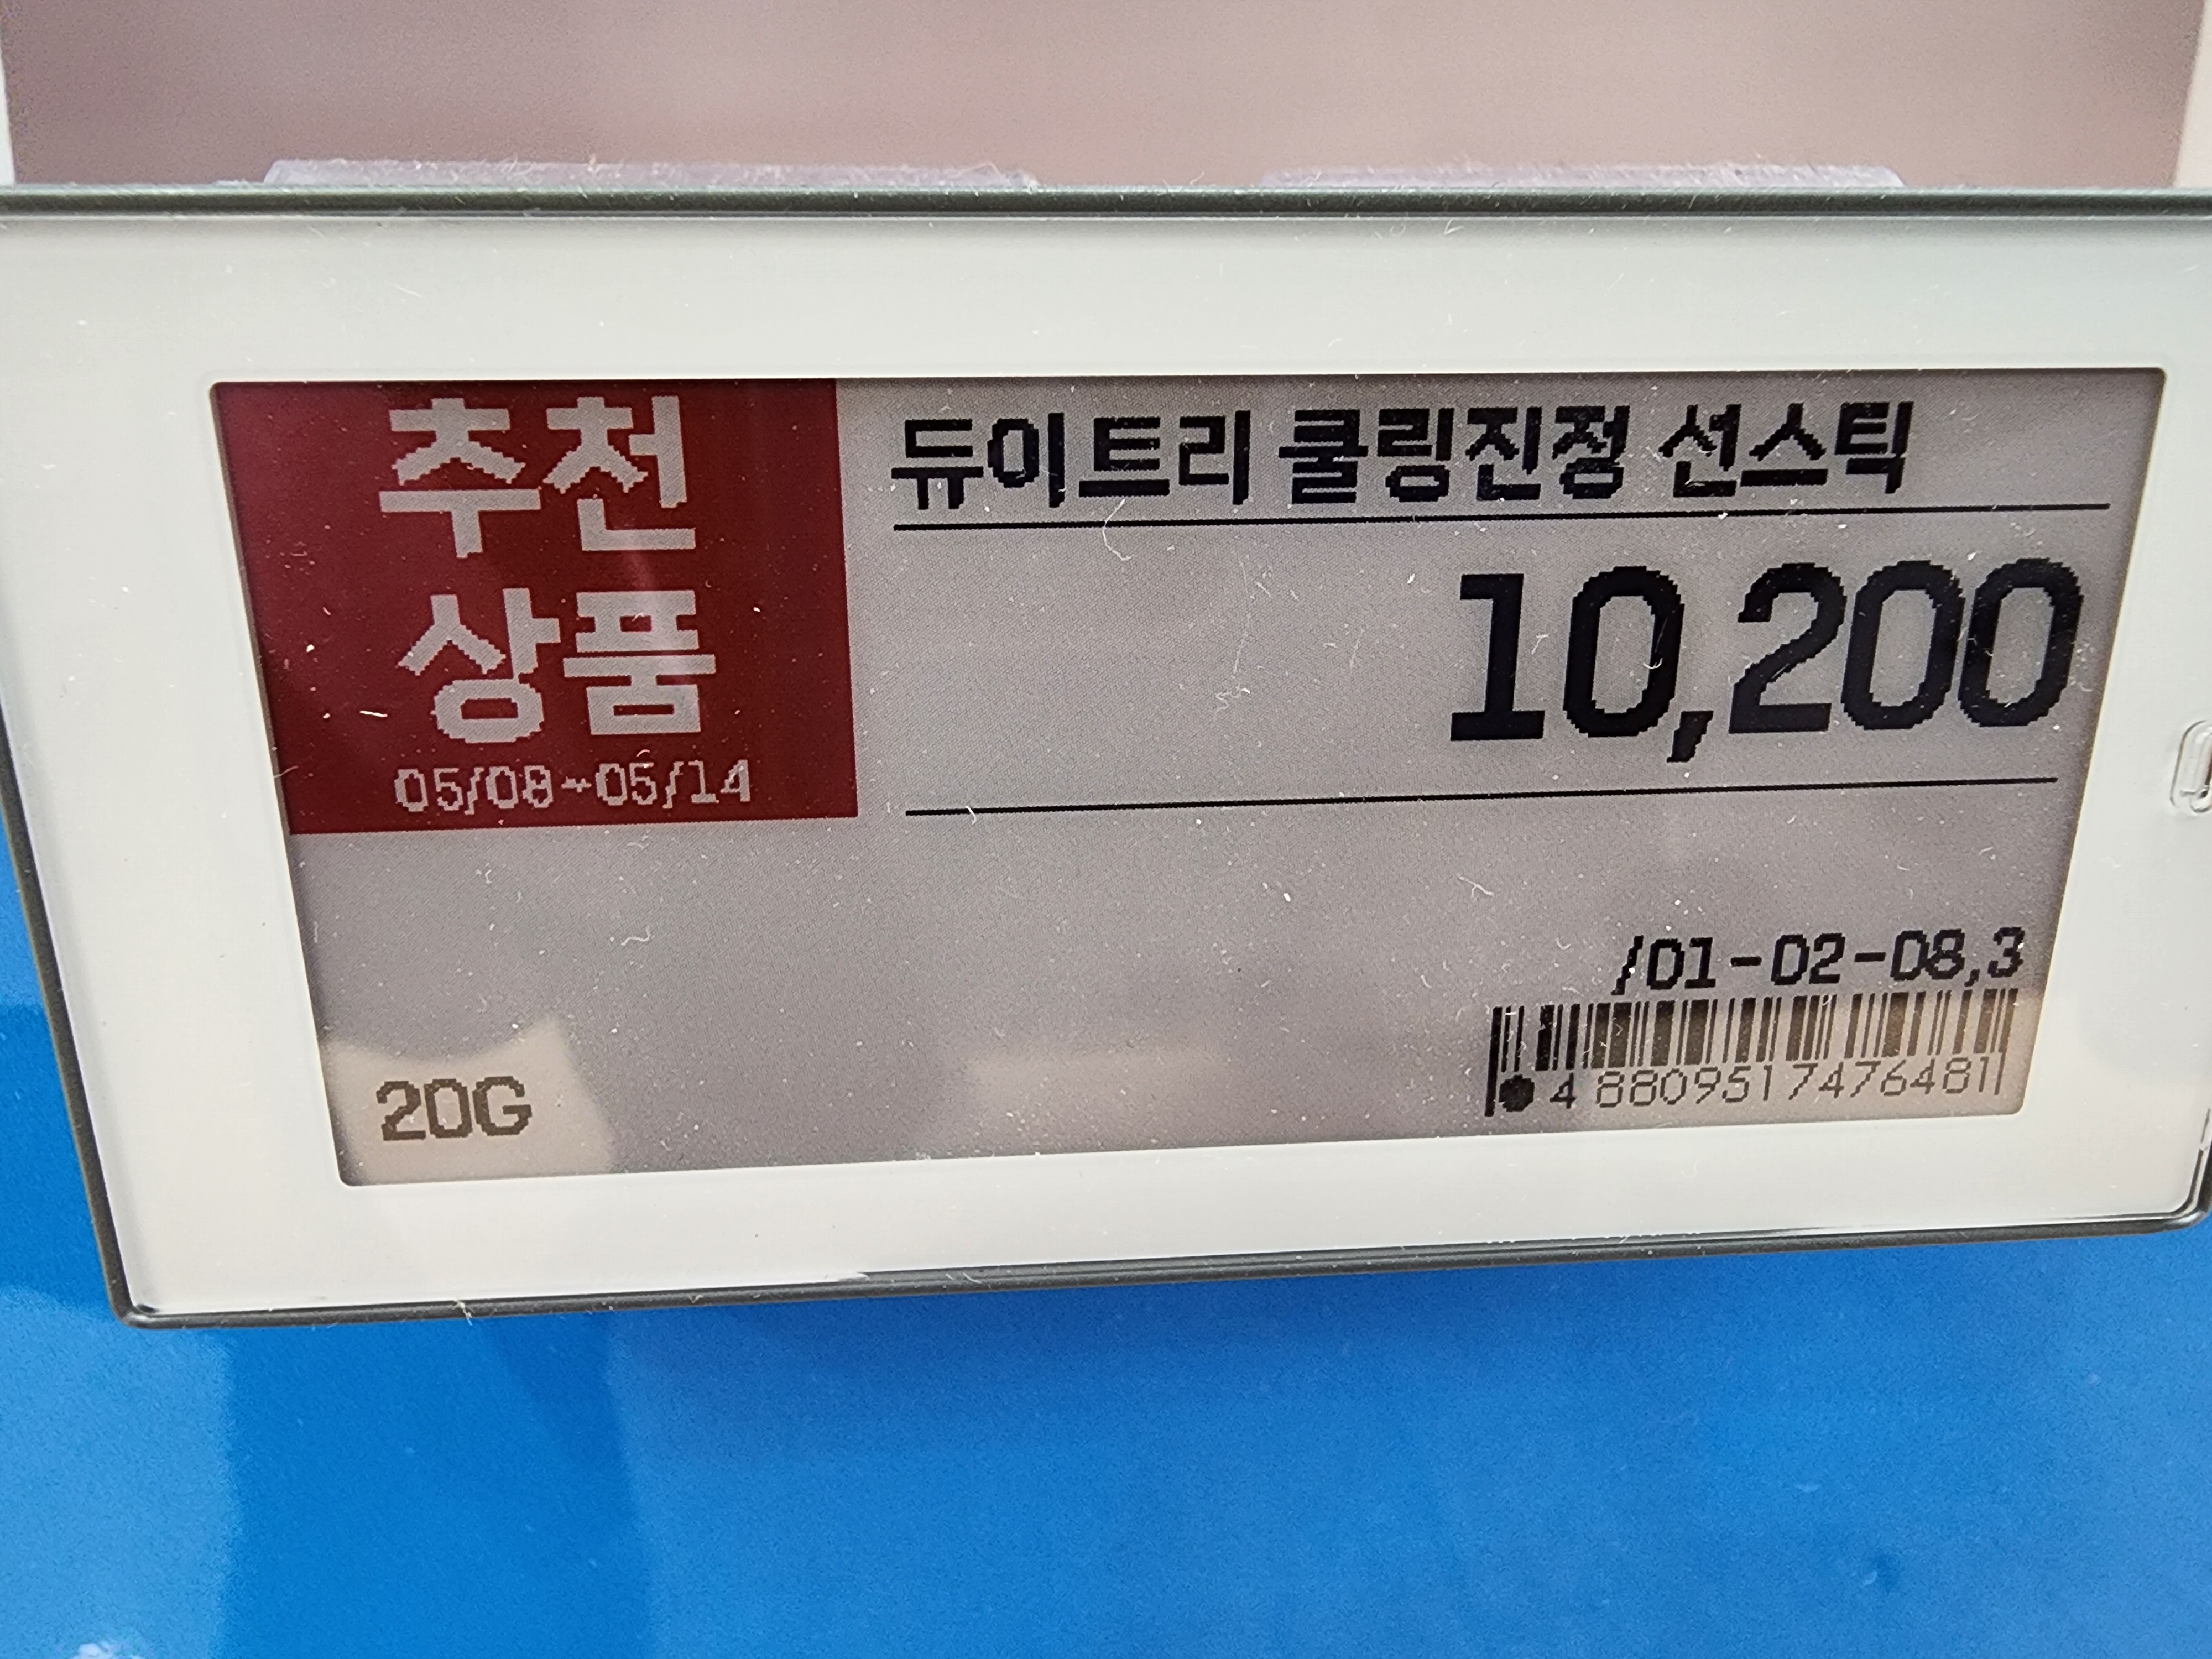 추천
상품
05/08~05/14
듀이트리 쿨링진정 선스틱
10,200
/01-02-08,3
4 8809517476481
20G